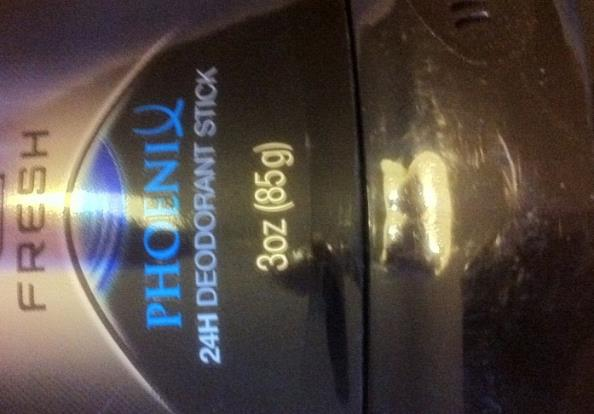 FRESH
PHOENIX
24H DEODORANT STICK
3oz (85g)